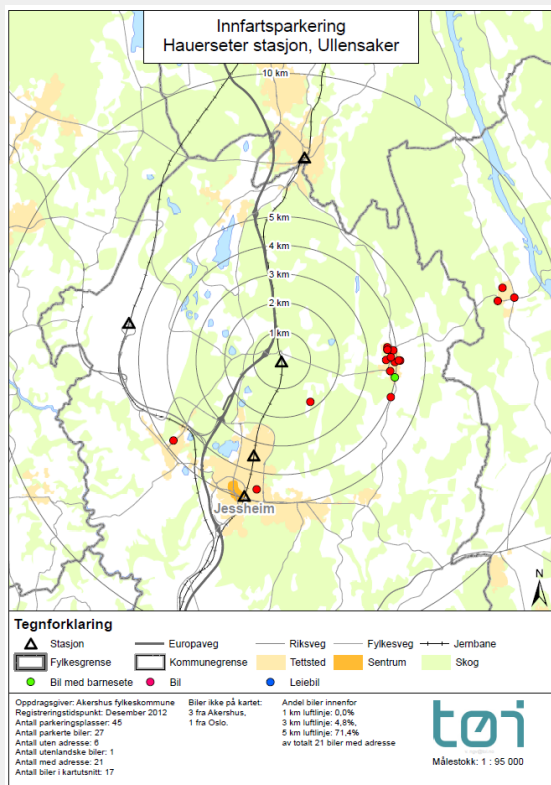 Innfartsparkering
Hauerseter stasjon, Ullensaker
10 km
5 km
4 km
3 km
2 km
1 km
Jessheim
N
Tegnforklaring
Stasjon
Europaveg
Riksveg
Fylkesveg
Jernbane
Fylkesgrense
Kommunegrense
Tettsted
Sentrum
Skog
Bil med barnesete
Bil
Leiebil
Oppdragsgiver: Akershus fylkeskommune
Registreringstidspunkt: Desember 2012
Antall parkeringsplasser: 45
Antall parkerte biler: 27
Antall uten adresse: 6
Antall utenlandske biler: 1
Antall med adresse: 21
Antall biler i kartutsnitt: 17
Biler ikke på kartet:
3 fra Akershus,
1 fra Oslo.
Andel biler innenfor
1 km luftlinje: 0,0%
3 km luftlinje: 4,8%,
5 km luftlinje: 71,4%
av totalt 21 biler med adresse
tøi
Målestokk: 1 : 95 000